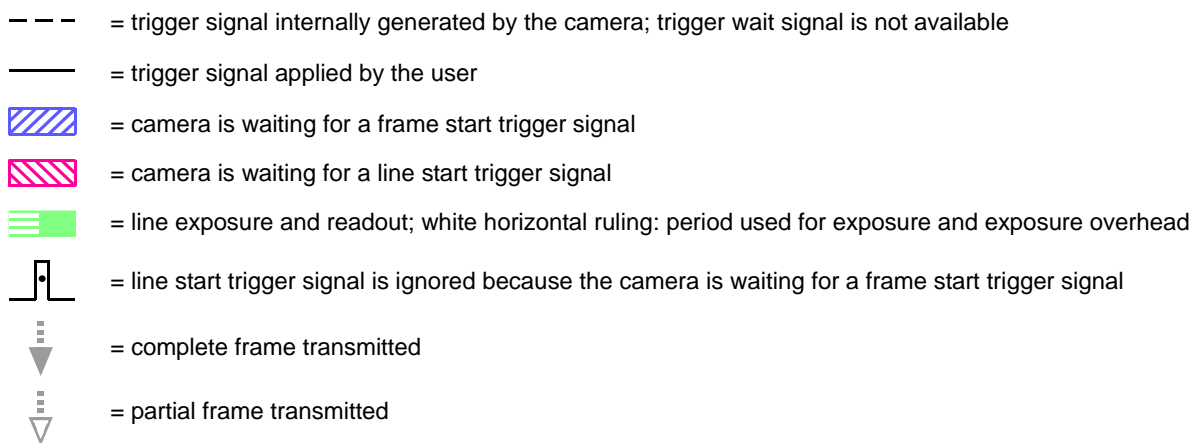 = trigger signal internally generated by the camera; trigger wait signal is not available
= trigger signal applied by the user
= camera is waiting for a frame start trigger signal
= camera is waiting for a line start trigger signal
= line exposure and readout; white horizontal ruling: period used for exposure and exposure overhead
= line start trigger signal is ignored because the camera is waiting for a frame start trigger signal
= complete frame transmitted
= partial frame transmitted